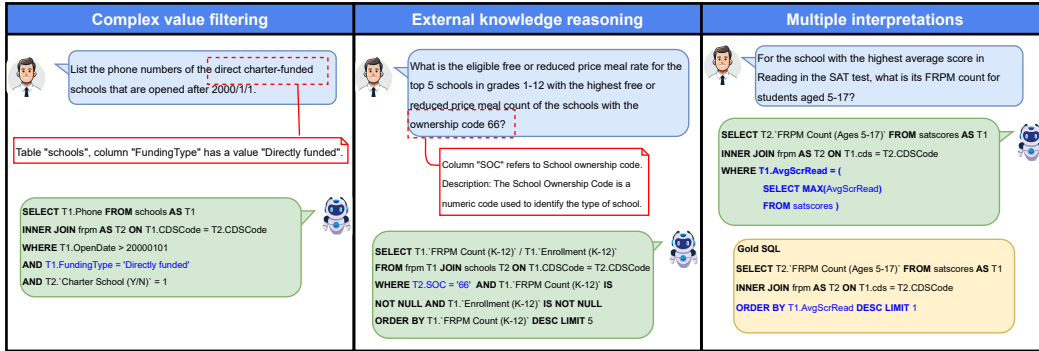 Complex value filtering
List the phone numbers of the direct charter-funded
schools that are opened after 2000/1/1.
Table "schools", column "FundingType" has a value "Directly funded".
SELECT T1.Phone FROM schools AS T1
INNER JOIN frpm AS T2 ON T1.CDSCode = T2.CDSCode
WHERE T1.OpenDate > 20000101
AND T1.FundingType = 'Directly funded'
AND T2.`Charter School (Y/N)` = 1
External knowledge reasoning
What is the eligible free or reduced price meal rate for the
top 5 schools in grades 1-12 with the highest free or
reduced price meal count of the schools with the
ownership code 66?
Column "SOC" refers to School ownership code.
Description: The School Ownership Code is a
numeric code used to identify the type of school.
SELECT T1.`FRPM Count (K-12)` / T1.`Enrollment (K-12)`
FROM frpm T1 JOIN schools T2 ON T1.CDSCode = T2.CDSCode
WHERE T2.SOC = '66' AND T1.`FRPM Count (K-12)` IS
NOT NULL AND T1.`Enrollment (K-12)` IS NOT NULL
ORDER BY T1.`FRPM Count (K-12)` DESC LIMIT 5
Multiple interpretations
For the school with the highest average score in
Reading in the SAT test, what is its FRPM count for
students aged 5-17?
SELECT T2.`FRPM Count (Ages 5-17)` FROM satscores AS T1
INNER JOIN frpm AS T2 ON T1.cds = T2.CDSCode
WHERE T1.AvgScrRead = (
SELECT MAX(AvgScrRead)
FROM satscores )
Gold SQL
SELECT T2.`FRPM Count (Ages 5-17)` FROM satscores AS T1
INNER JOIN frpm AS T2 ON T1.cds = T2.CDSCode
ORDER BY T1.AvgScrRead DESC LIMIT 1